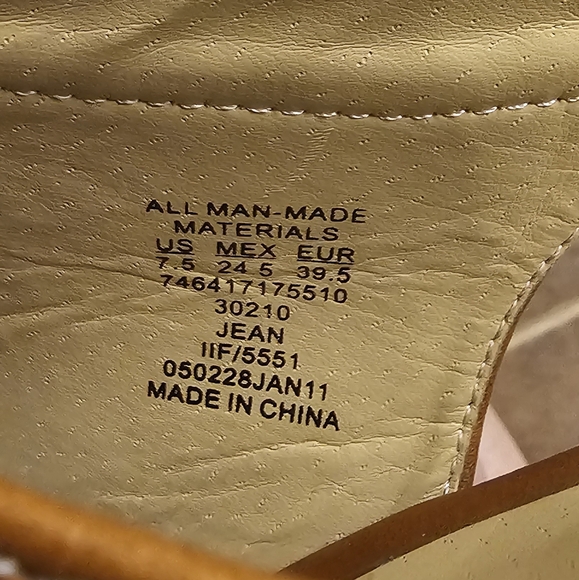 ALL MAN-MADE
MATERIALS
US MEX EUR
7.5 24.5 39.5
746417175510
30210
JEAN
IIF/5551
050228JAN11
MADE IN CHINA